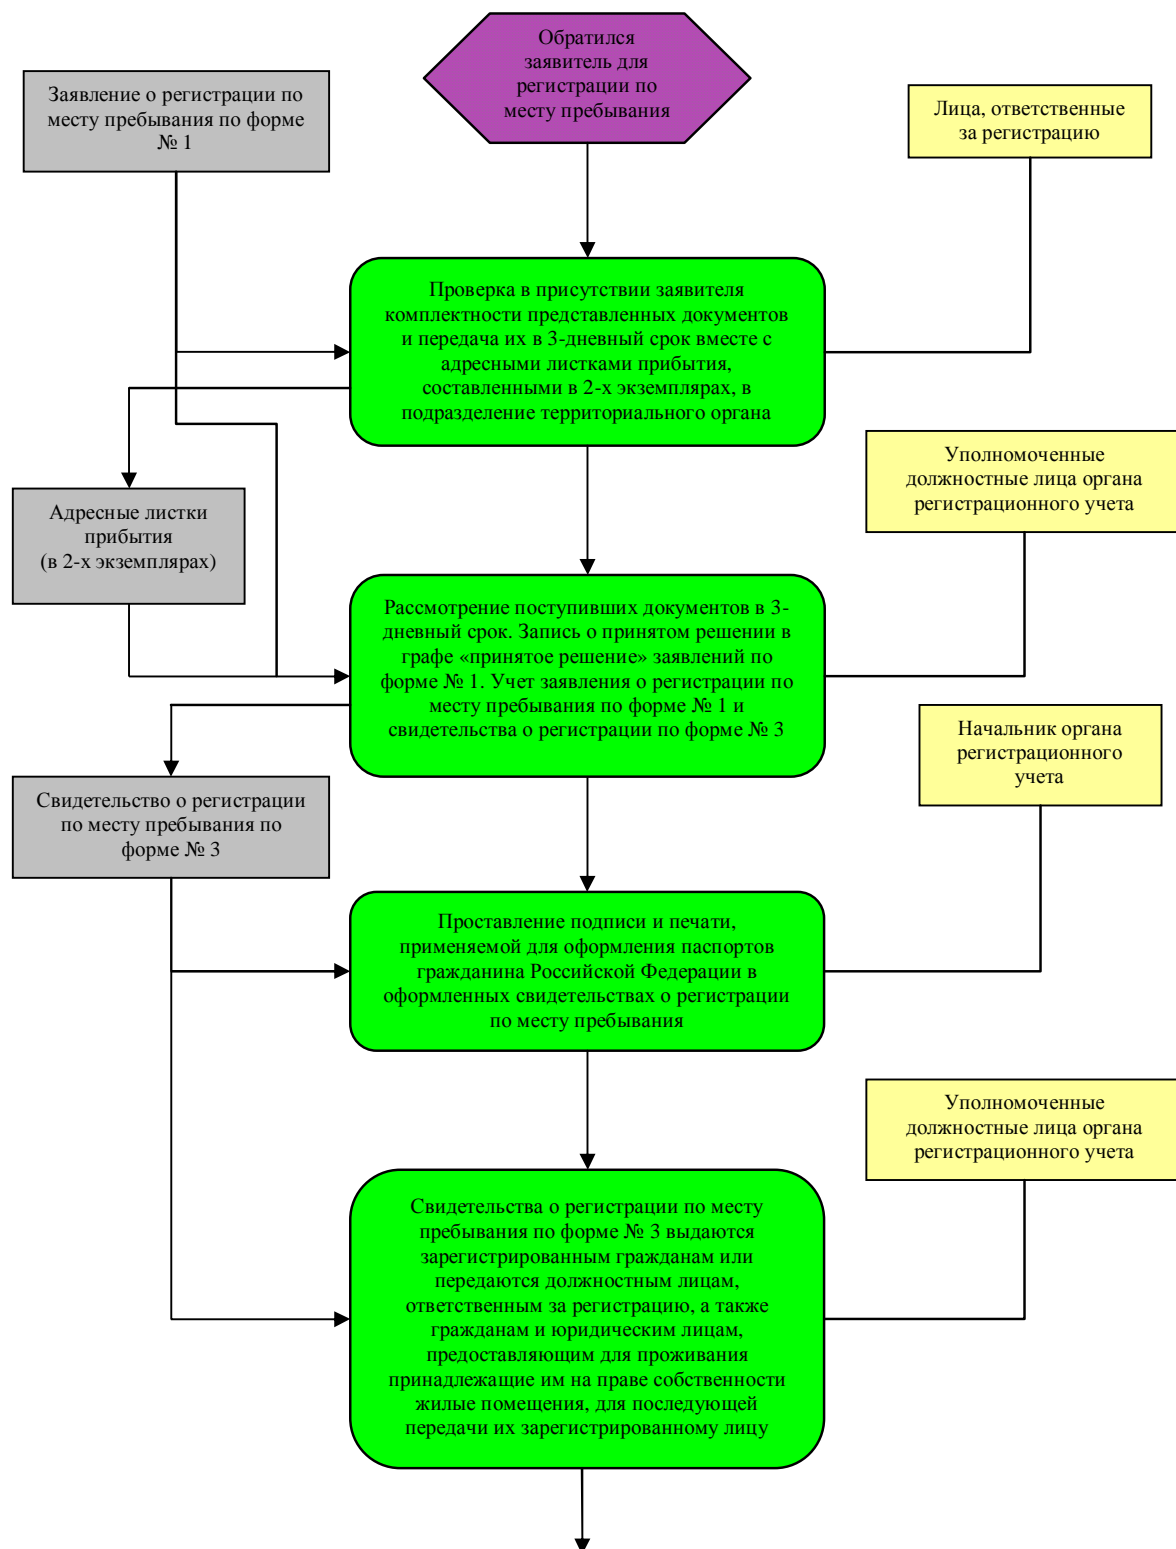 Обратился
заявитель для
регистрации по
месту пребывания
Заявление о регистрации по
месту пребывания по форме
№ 1
Лица, ответственные
за регистрацию
Проверка в присутствии заявителя
комплектности представленных документов
и передача их в 3-дневный срок вместе с
адресными листками прибытия,
составленными в 2-х экземплярах, в
подразделение территориального органа
Уполномоченные
должностные лица органа
регистрационного учета
Адресные листки
прибытия
(в 2-х экземплярах)
Рассмотрение поступивших документов в 3-
дневный срок. Запись о принятом решении в
графе «принятое решение» заявлений по
форме № 1. Учет заявления о регистрации по
месту пребывания по форме № 1 и
свидетельства о регистрации по форме № 3
Начальник органа
регистрационного
учета
Свидетельство о регистрации
по месту пребывания по
форме № 3
Проставление подписи и печати,
применяемой для оформления паспортов
гражданина Российской Федерации в
оформленных свидетельствах о регистрации
по месту пребывания
Уполномоченные
должностные лица органа
регистрационного учета
Свидетельства о регистрации по месту
пребывания по форме № 3 выдаются
зарегистрированным гражданам или
передаются должностным лицам,
ответственным за регистрацию, а также
гражданам и юридическим лицам,
предоставляющим для проживания
принадлежащие им на праве собственности
жилые помещения, для последующей
передачи их зарегистрированному лицу